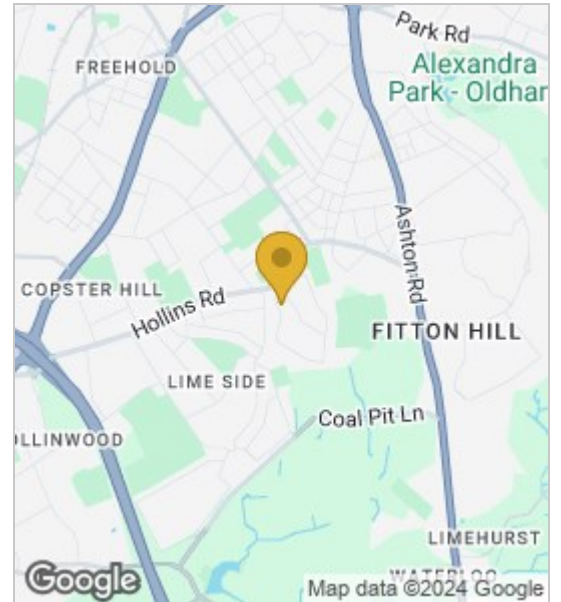 Park Rd
FREEHOLD
Alexandra
Park - Oldhar
Ashton Rd
COPSTER HILL
Hollins Rd
FITTON HILL
LIME SIDE
Coal Pit Ln
OLLINWOOD
LIMEHURST
WATERLOO
Google
Map data ©2024 Google